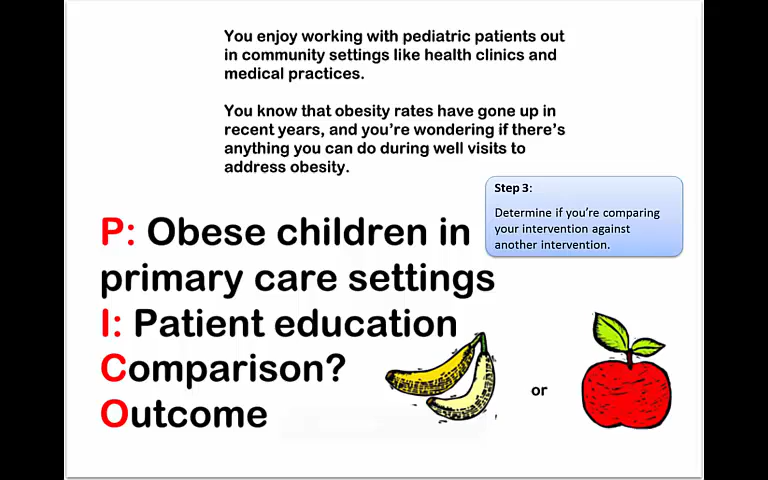 You enjoy working with pediatric patients out
in community settings like health clinics and
medical practices.
You know that obesity rates have gone up in
recent years, and you're wondering if there's
anything you can do during well visits to
address obesity.
Step 3:
Determine if you're comparing
your intervention against
another intervention.
P: Obese children in
primary care settings
I: Patient education
Comparison?
or
Outcome